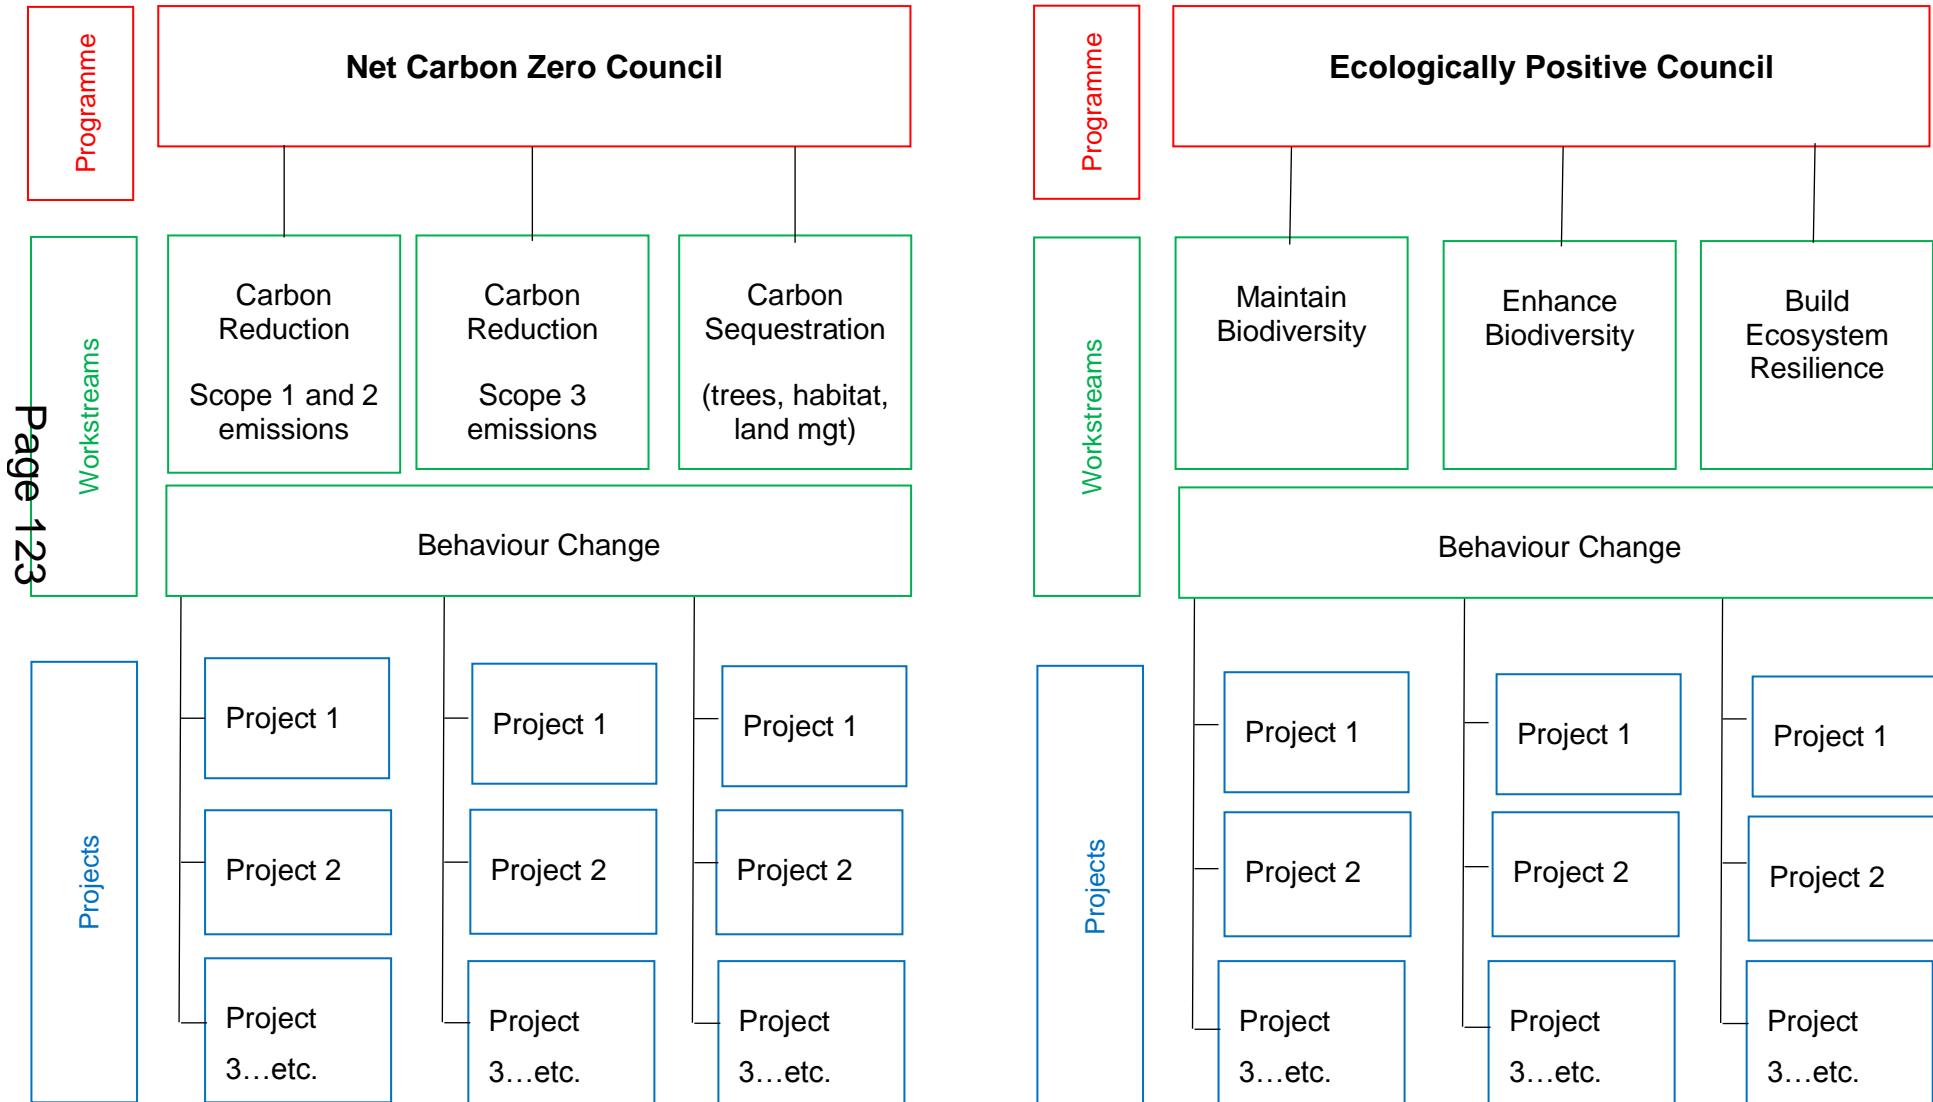 Programme
Net Carbon Zero Council
Workstreams
Carbon
Reduction
Scope 1 and 2
emissions
Carbon
Reduction
Scope 3
emissions
Carbon
Sequestration
(trees, habitat,
land mgt)
Behaviour Change
Projects
Project 1
Project 2
Project
3…etc.
Project 1
Project 2
Project
3…etc.
Project 1
Project 2
Project
3…etc.
Programme
Ecologically Positive Council
Workstreams
Maintain
Biodiversity
Enhance
Biodiversity
Build
Ecosystem
Resilience
Behaviour Change
Projects
Project 1
Project 2
Project
3…etc.
Project 1
Project 2
Project
3…etc.
Project 1
Project 2
Project
3…etc.
Page 123